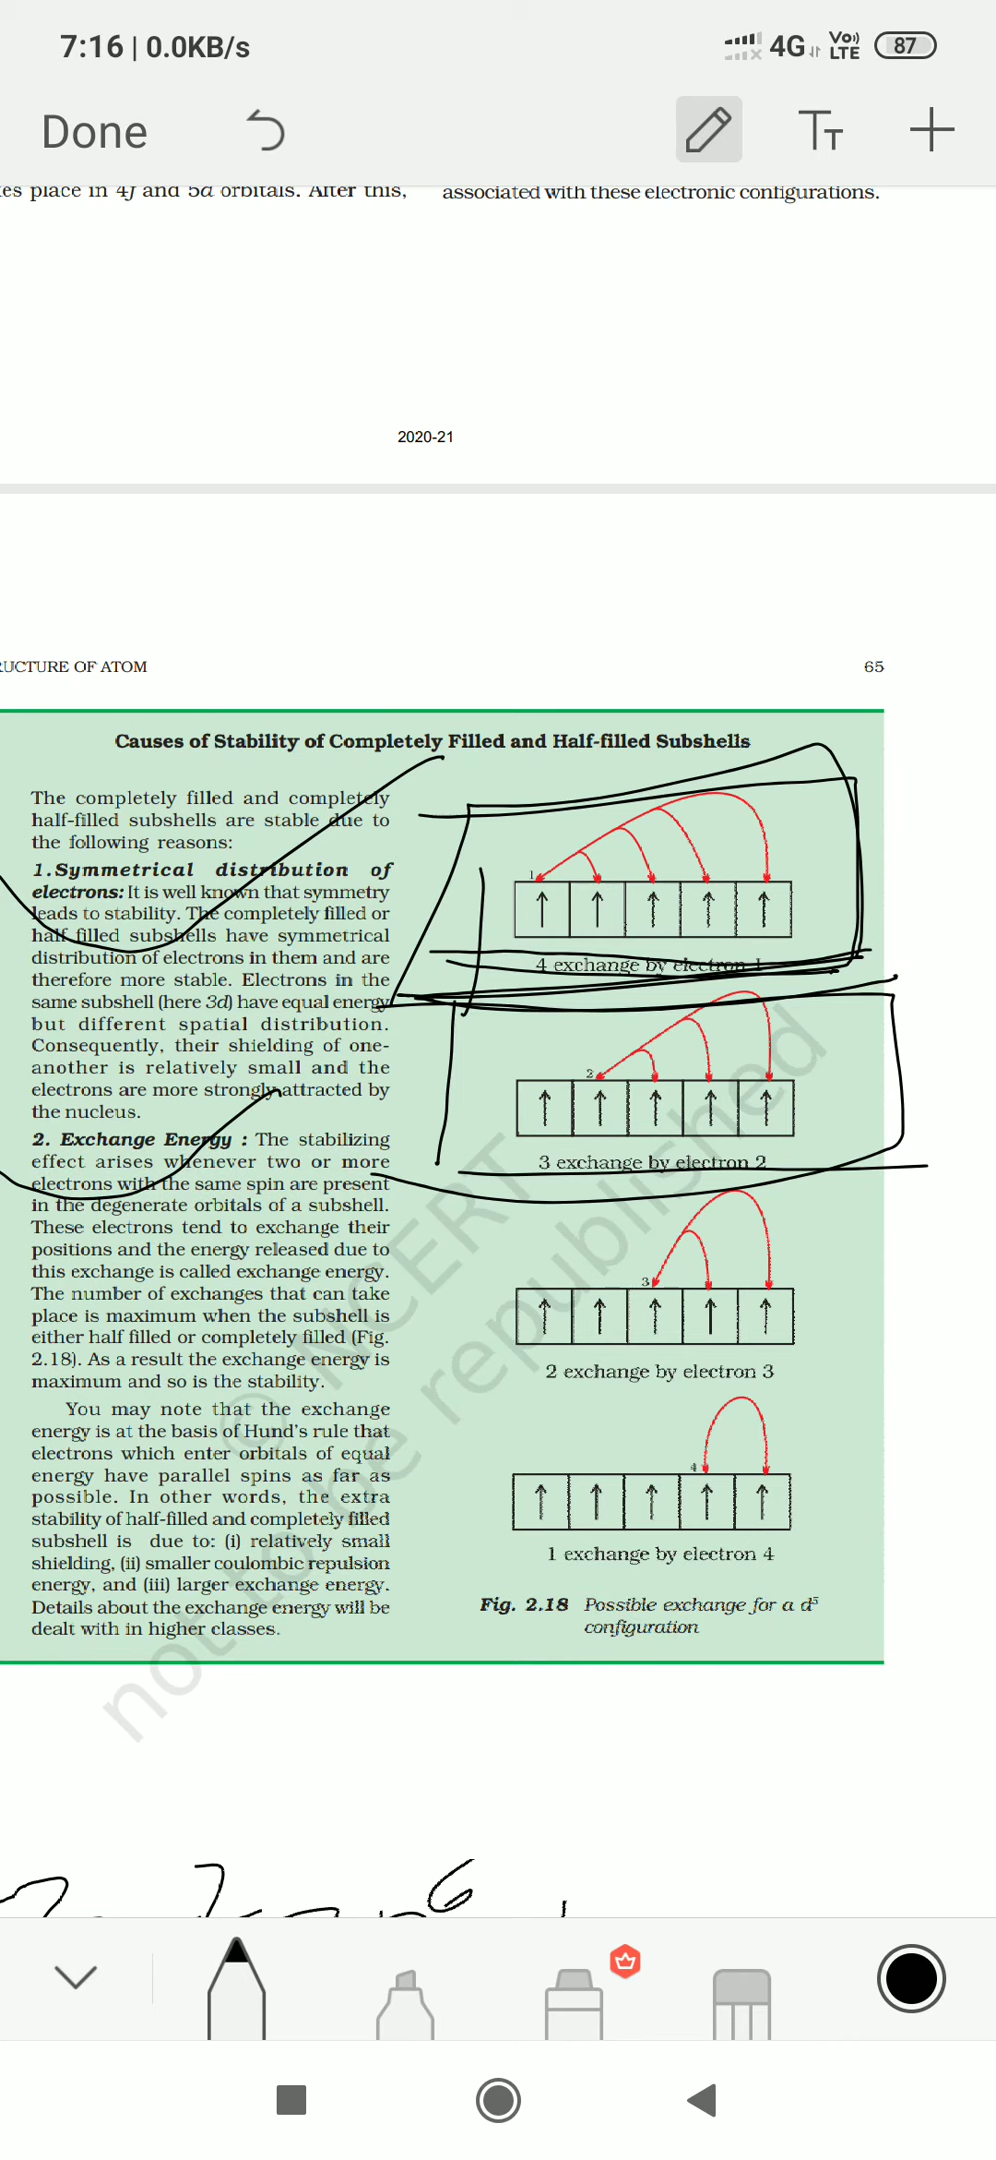 7:16 | 0.0KB/s 4G Vo)) LTE 87
Done TT
es place in 4f and 5d orbitals. After this,
associated with these electronic configurations.
2020-21
RUCTURE OF ATOM 65
Causes of Stability of Completely Filled and Half-filled Subshells
The completely filled and completely
half-filled subshells are stable due to
the following reasons:
1.Symmetrical distribution of
electrons: It is well known that symmetry
leads to stability. The completely filled or
half filled subshells have symmetrical
distribution of electrons in them and are
therefore more stable. Electrons in the
same subshell (here 3d) have equal energy
but different spatial distribution.
Consequently, their shielding of one-
another is relatively small and the
electrons are more strongly attracted by
the nucleus.
2. Exchange Energy : The stabilizing
effect arises whenever two or more
electrons with the same spin are present
in the degenerate orbitals of a subshell.
These electrons tend to exchange their
positions and the energy released due to
this exchange is called exchange energy.
The number of exchanges that can take
place is maximum when the subshell is
either half filled or completely filled (Fig.
2.18). As a result the exchange energy is
maximum and so is the stability.
You may note that the exchange
energy is at the basis of Hund's rule that
electrons which enter orbitals of equal
energy have parallel spins as far as
possible. In other words, the extra
stability of half-filled and completely filled
subshell is due to: (i) relatively small
shielding, (ii) smaller coulombic repulsion
energy, and (iii) larger exchange energy.
Details about the exchange energy will be
dealt with in higher classes.
1
4 exchange by electron 1
2
3 exchange by electron 2
3
2 exchange by electron 3
4
1 exchange by electron 4
Fig. 2.18 Possible exchange for a d⁵
configuration
© NCERT
not to be republished